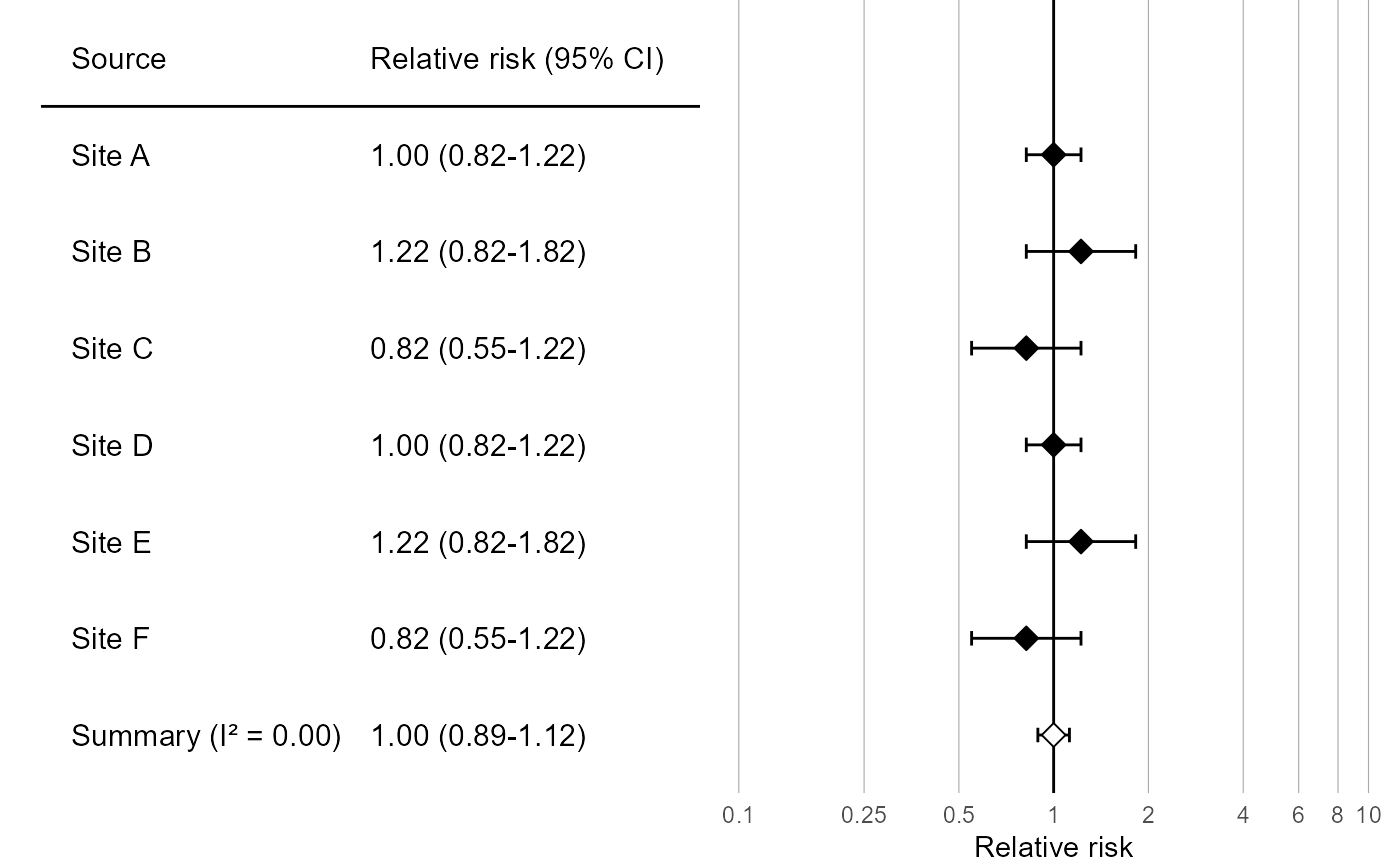 Source Relative risk (95% CI)
Site A 1.00 (0.82-1.22)
Site B 1.22 (0.82-1.82)
Site C 0.82 (0.55-1.22)
Site D 1.00 (0.82-1.22)
Site E 1.22 (0.82-1.82)
Site F 0.82 (0.55-1.22)
Summary (I² = 0.00) 1.00 (0.89-1.12)
0.1 0.25 0.5 1 2 4 6 8 10
Relative risk